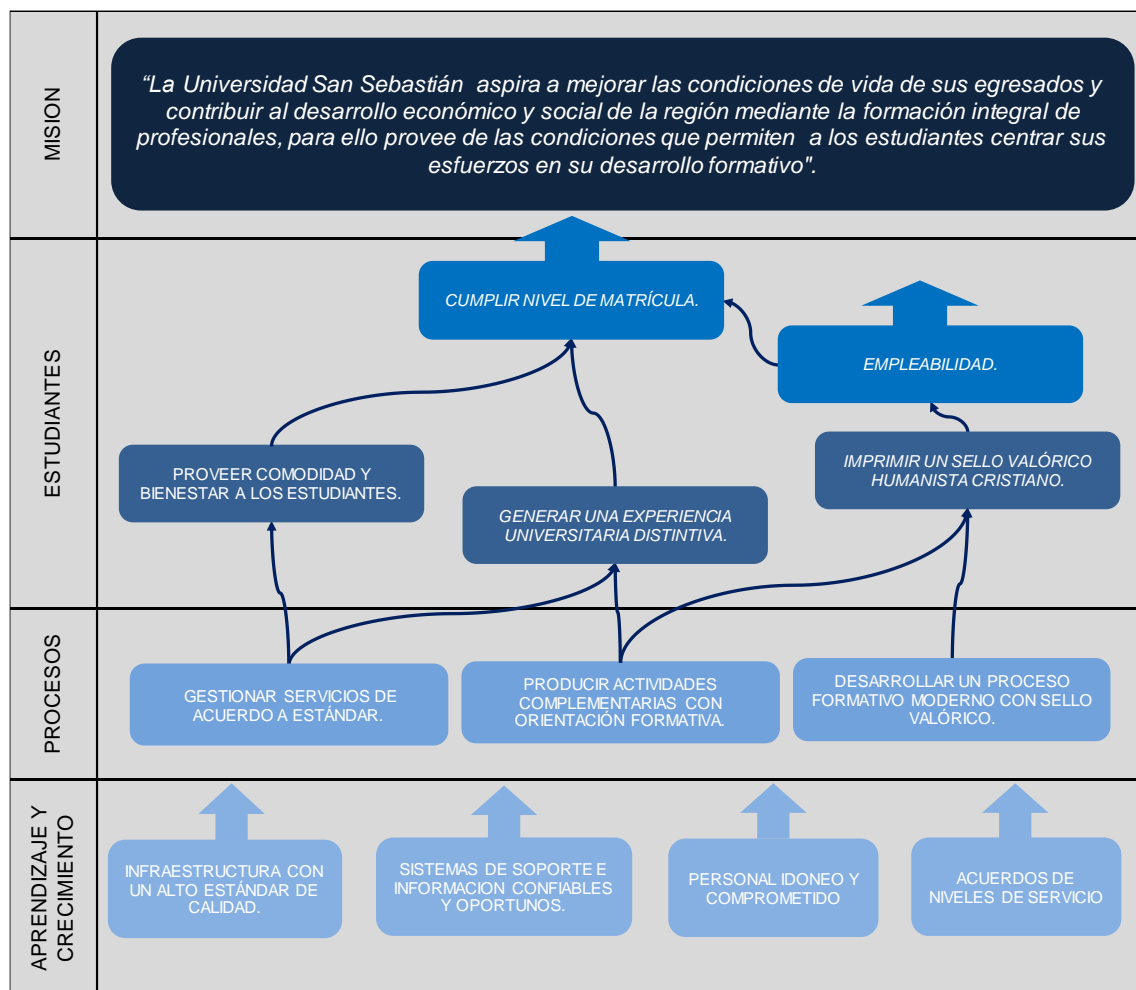 MISION
“La Universidad San Sebastián aspira a mejorar las condiciones de vida de sus egresados y
contribuir al desarrollo económico y social de la región mediante la formación integral de
profesionales, para ello provee de las condiciones que permiten a los estudiantes centrar sus
esfuerzos en su desarrollo formativo".
ESTUDIANTES
CUMPLIR NIVEL DE MATRÍCULA.
EMPLEABILIDAD.
PROVEER COMODIDAD Y
BIENESTAR A LOS ESTUDIANTES.
GENERAR UNA EXPERIENCIA
UNIVERSITARIA DISTINTIVA.
IMPRIMIR UN SELLO VALÓRICO
HUMANISTA CRISTIANO.
PROCESOS
GESTIONAR SERVICIOS DE
ACUERDO A ESTÁNDAR.
PRODUCIR ACTIVIDADES
COMPLEMENTARIAS CON
ORIENTACIÓN FORMATIVA.
DESARROLLAR UN PROCESO
FORMATIVO MODERNO CON SELLO
VALÓRICO.
APRENDIZAJE Y
CRECIMIENTO
INFRAESTRUCTURA CON
UN ALTO ESTÁNDAR DE
CALIDAD.
SISTEMAS DE SOPORTE E
INFORMACION CONFIABLES
Y OPORTUNOS.
PERSONAL IDONEO Y
COMPROMETIDO
ACUERDOS DE
NIVELES DE SERVICIO